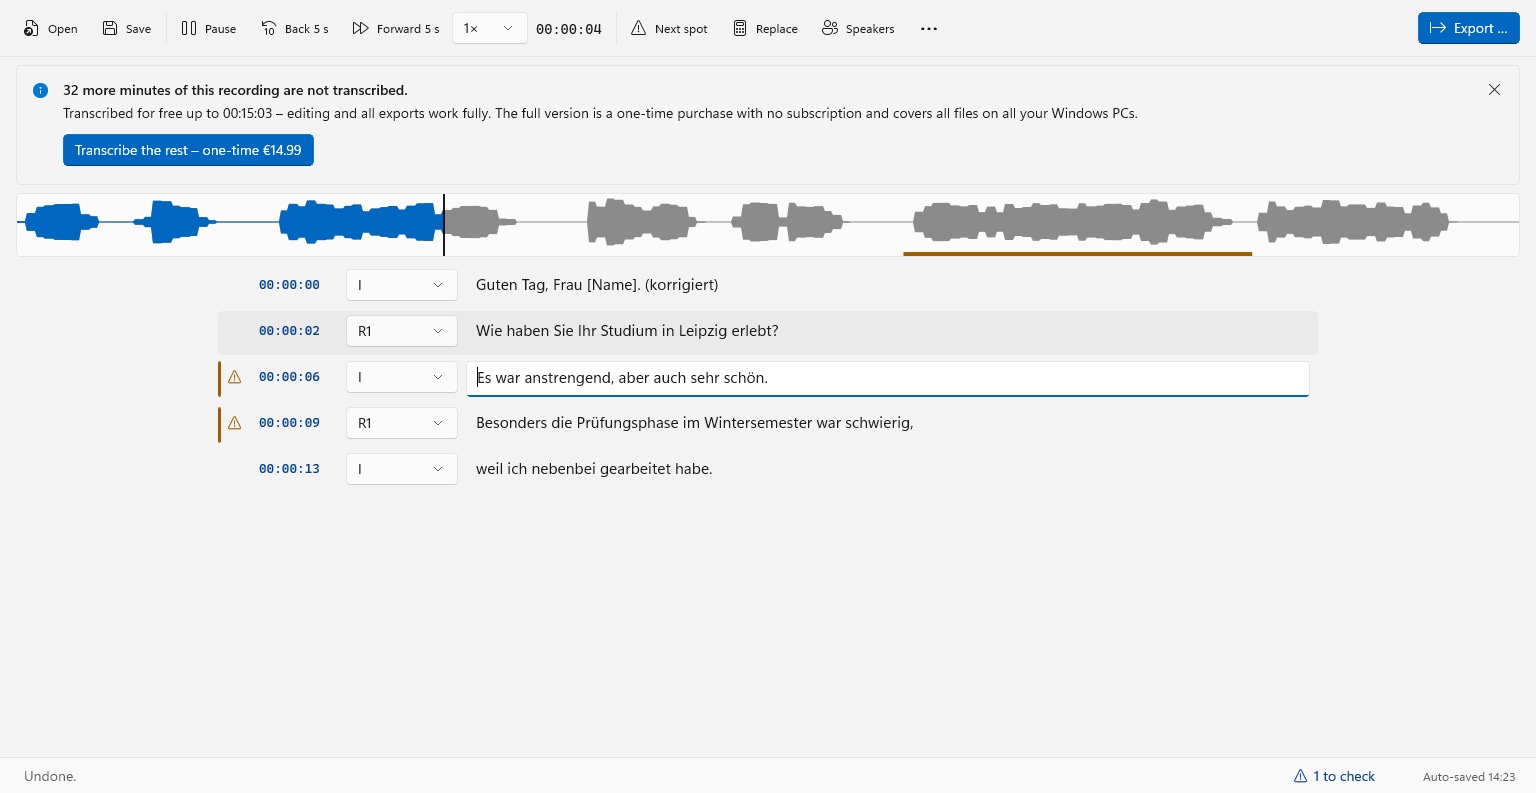 Open Save Pause Back 5 s Forward 5 s 1× 00:00:04 Next spot Replace Speakers ... Export ...
32 more minutes of this recording are not transcribed.
Transcribed for free up to 00:15:03 – editing and all exports work fully. The full version is a one-time purchase with no subscription and covers all files on all your Windows PCs.
Transcribe the rest – one-time €14.99
00:00:00 I Guten Tag, Frau [Name]. (korrigiert)
00:00:02 R1 Wie haben Sie Ihr Studium in Leipzig erlebt?
00:00:06 I Es war anstrengend, aber auch sehr schön.
00:00:09 R1 Besonders die Prüfungsphase im Wintersemester war schwierig,
00:00:13 I weil ich nebenbei gearbeitet habe.
Undone. 1 to check Auto-saved 14:23